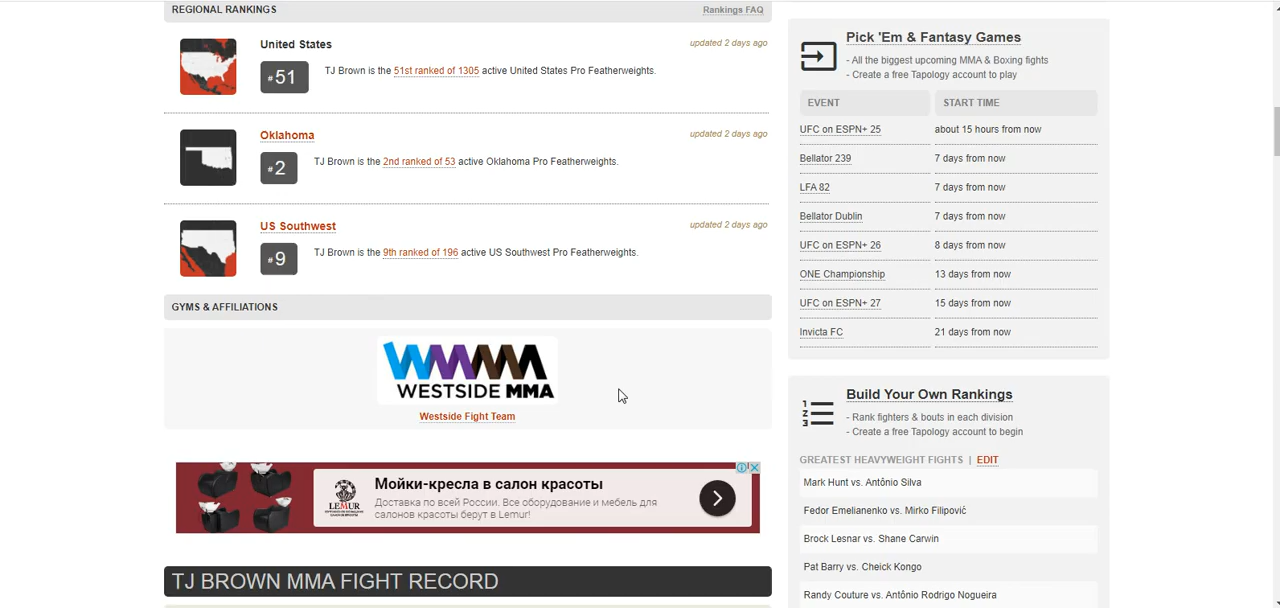 REGIONAL RANKINGS
Rankings FAQ
United States
updated 2 days ago
#51
TJ Brown is the 51st ranked of 1305 active United States Pro Featherweights.
Oklahoma
updated 2 days ago
#2
TJ Brown is the 2nd ranked of 53 active Oklahoma Pro Featherweights.
US Southwest
updated 2 days ago
#9
TJ Brown is the 9th ranked of 196 active US Southwest Pro Featherweights.
GYMS & AFFILIATIONS
WMMA
WESTSIDE MMA
Westside Fight Team
LEMUR
Мойки-кресла в салон красоты
Доставка по всей России. Все оборудование и мебель для
салонов красоты берут в Lemur!
TJ BROWN MMA FIGHT RECORD
Pick 'Em & Fantasy Games
- All the biggest upcoming MMA & Boxing fights
- Create a free Tapology account to play
EVENT START TIME
UFC on ESPN+ 25 about 15 hours from now
Bellator 239 7 days from now
LFA 82 7 days from now
Bellator Dublin 7 days from now
UFC on ESPN+ 26 8 days from now
ONE Championship 13 days from now
UFC on ESPN+ 27 15 days from now
Invicta FC 21 days from now
1
2
3
Build Your Own Rankings
- Rank fighters & bouts in each division
- Create a free Tapology account to begin
GREATEST HEAVYWEIGHT FIGHTS | EDIT
Mark Hunt vs. Antônio Silva
Fedor Emelianenko vs. Mirko Filipović
Brock Lesnar vs. Shane Carwin
Pat Barry vs. Cheick Kongo
Randy Couture vs. Antônio Rodrigo Nogueira